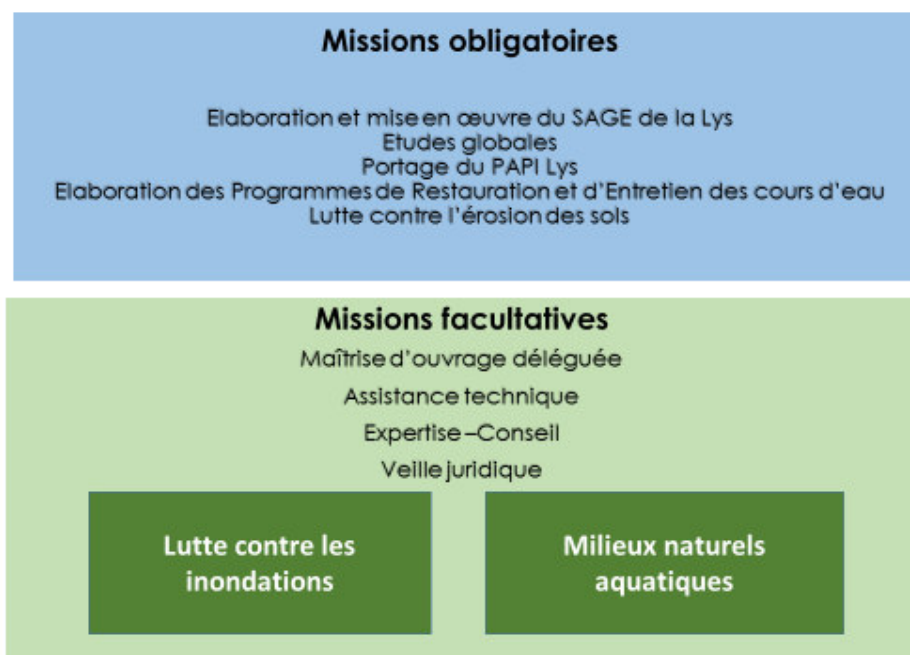 Missions obligatoires
Elaboration et mise en œuvre du SAGE de la Lys
Etudes globales
Portage du PAPI Lys
Elaboration des Programmes de Restauration et d'Entretien des cours d'eau
Lutte contre l'érosion des sols
Missions facultatives
Maîtrise d'ouvrage déléguée
Assistance technique
Expertise –Conseil
Veille juridique
Lutte contre les
inondations
Milieux naturels
aquatiques